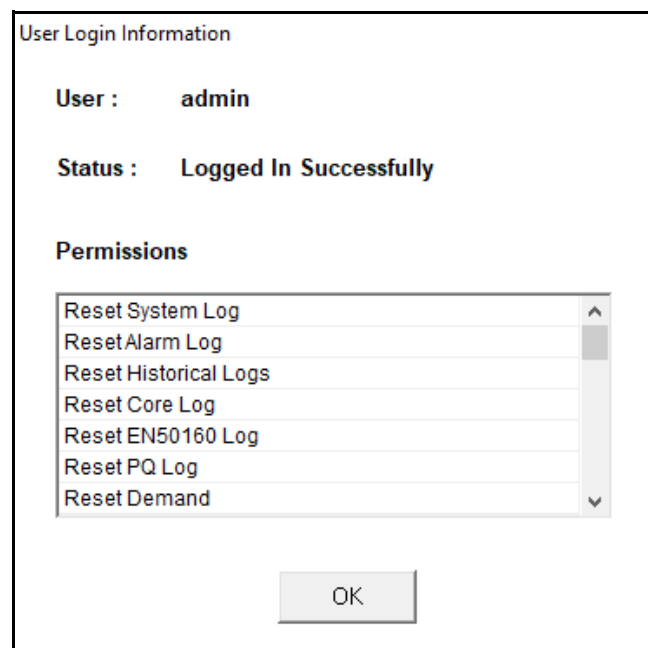 User Login Information
User : admin
Status : Logged In Successfully
Permissions
Reset System Log
Reset Alarm Log
Reset Historical Logs
Reset Core Log
Reset EN50160 Log
Reset PQ Log
Reset Demand
OK